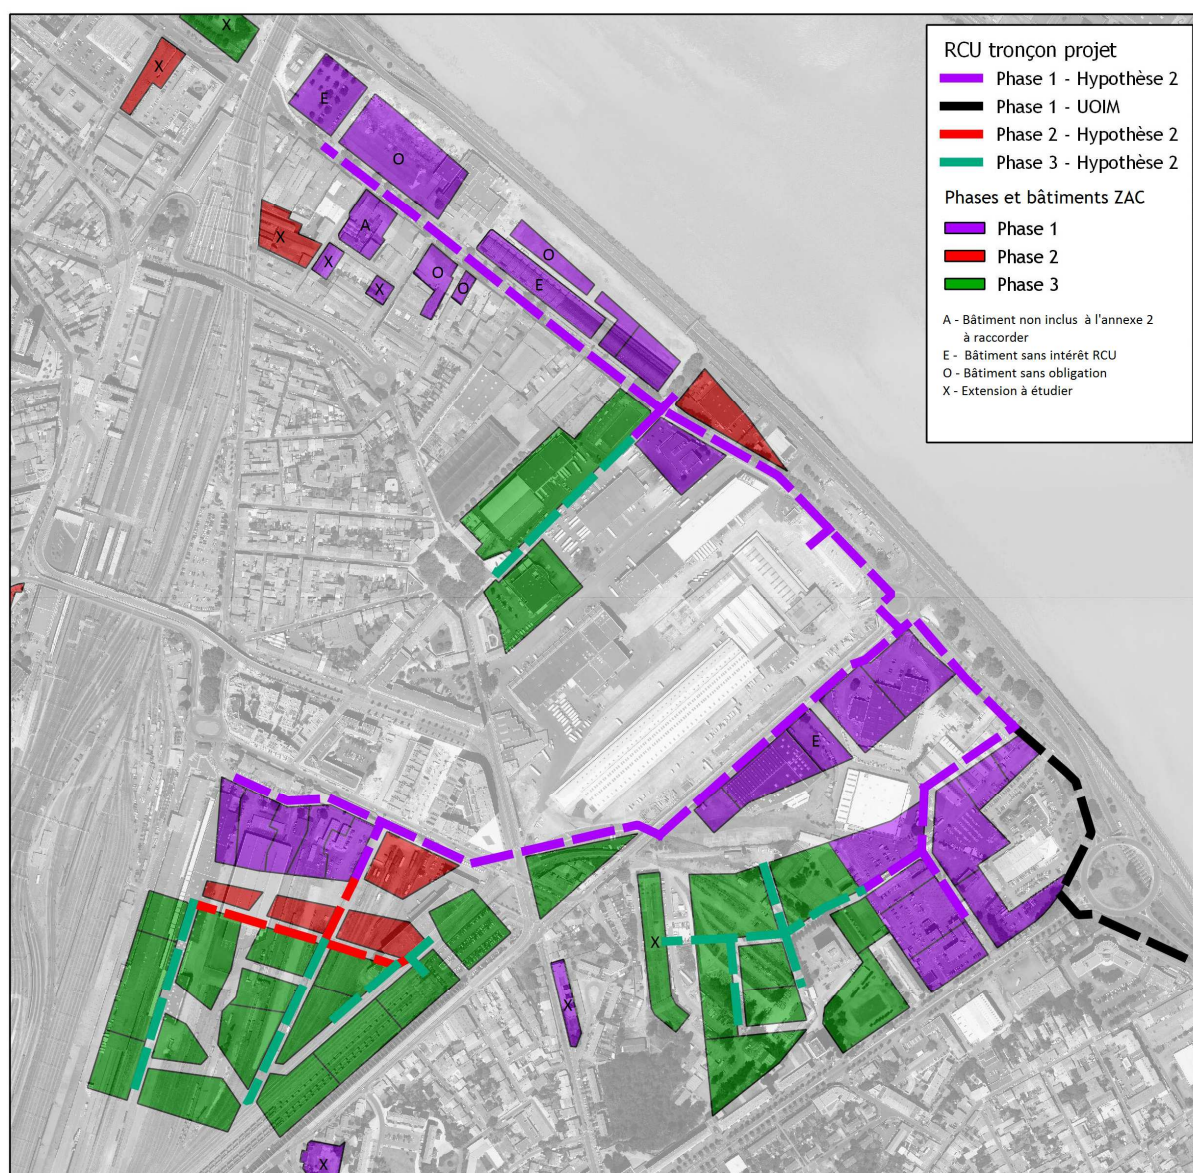 RCU tronçon projet
Phase 1 - Hypothèse 2
Phase 1 - UOIM
Phase 2 - Hypothèse 2
Phase 3 - Hypothèse 2
Phases et bâtiments ZAC
Phase 1
Phase 2
Phase 3
A - Bâtiment non inclus à l'annexe 2
à raccorder
E - Bâtiment sans intérêt RCU
O - Bâtiment sans obligation
X - Extension à étudier
X
X
E
O
A
X
X
X
O
O
O
E
E
X
X
X